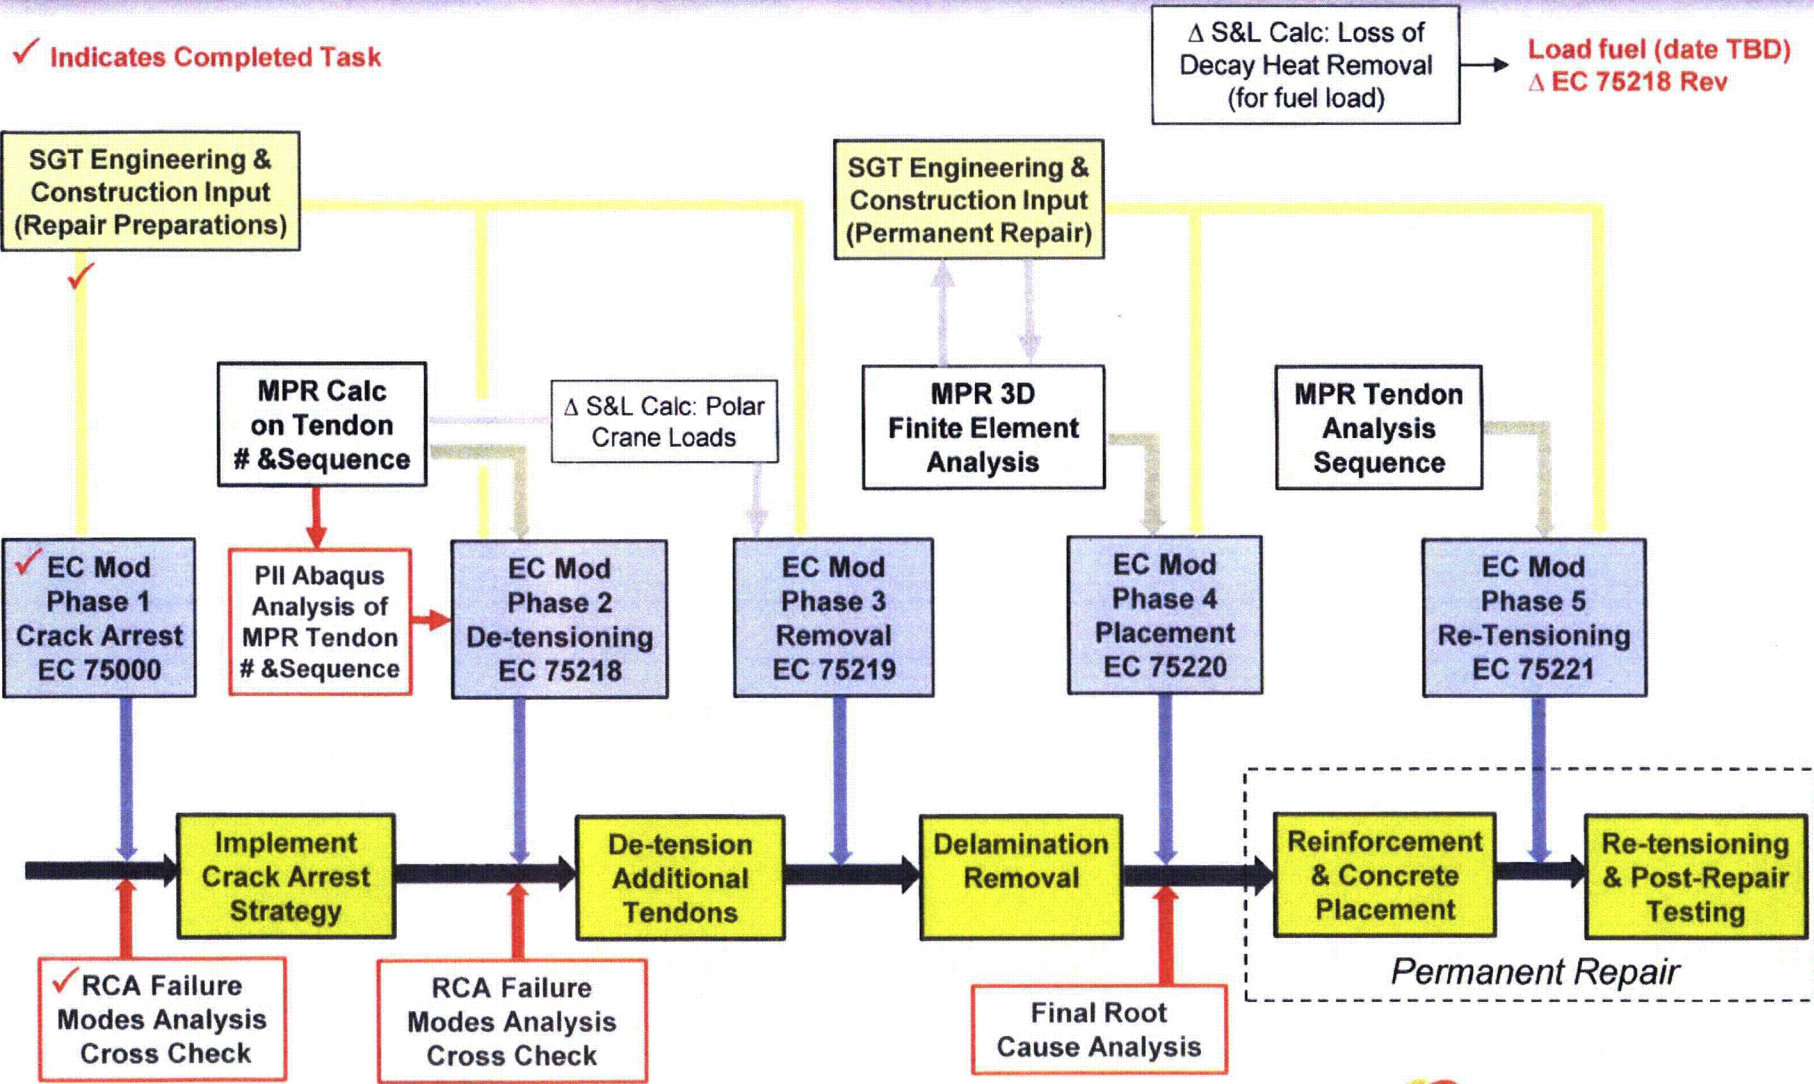 ✓ Indicates Completed Task
Δ S&L Calc: Loss of
Decay Heat Removal
(for fuel load)
Load fuel (date TBD)
Δ EC 75218 Rev
SGT Engineering &
Construction Input
(Repair Preparations)
✓
SGT Engineering &
Construction Input
(Permanent Repair)
MPR Calc
on Tendon
# &Sequence
Δ S&L Calc: Polar
Crane Loads
MPR 3D
Finite Element
Analysis
MPR Tendon
Analysis
Sequence
✓ EC Mod
Phase 1
Crack Arrest
EC 75000
PII Abaqus
Analysis of
MPR Tendon
# &Sequence
EC Mod
Phase 2
De-tensioning
EC 75218
EC Mod
Phase 3
Removal
EC 75219
EC Mod
Phase 4
Placement
EC 75220
EC Mod
Phase 5
Re-Tensioning
EC 75221
Implement
Crack Arrest
Strategy
De-tension
Additional
Tendons
Delamination
Removal
Reinforcement
& Concrete
Placement
Re-tensioning
& Post-Repair
Testing
Permanent Repair
✓ RCA Failure
Modes Analysis
Cross Check
RCA Failure
Modes Analysis
Cross Check
Final Root
Cause Analysis